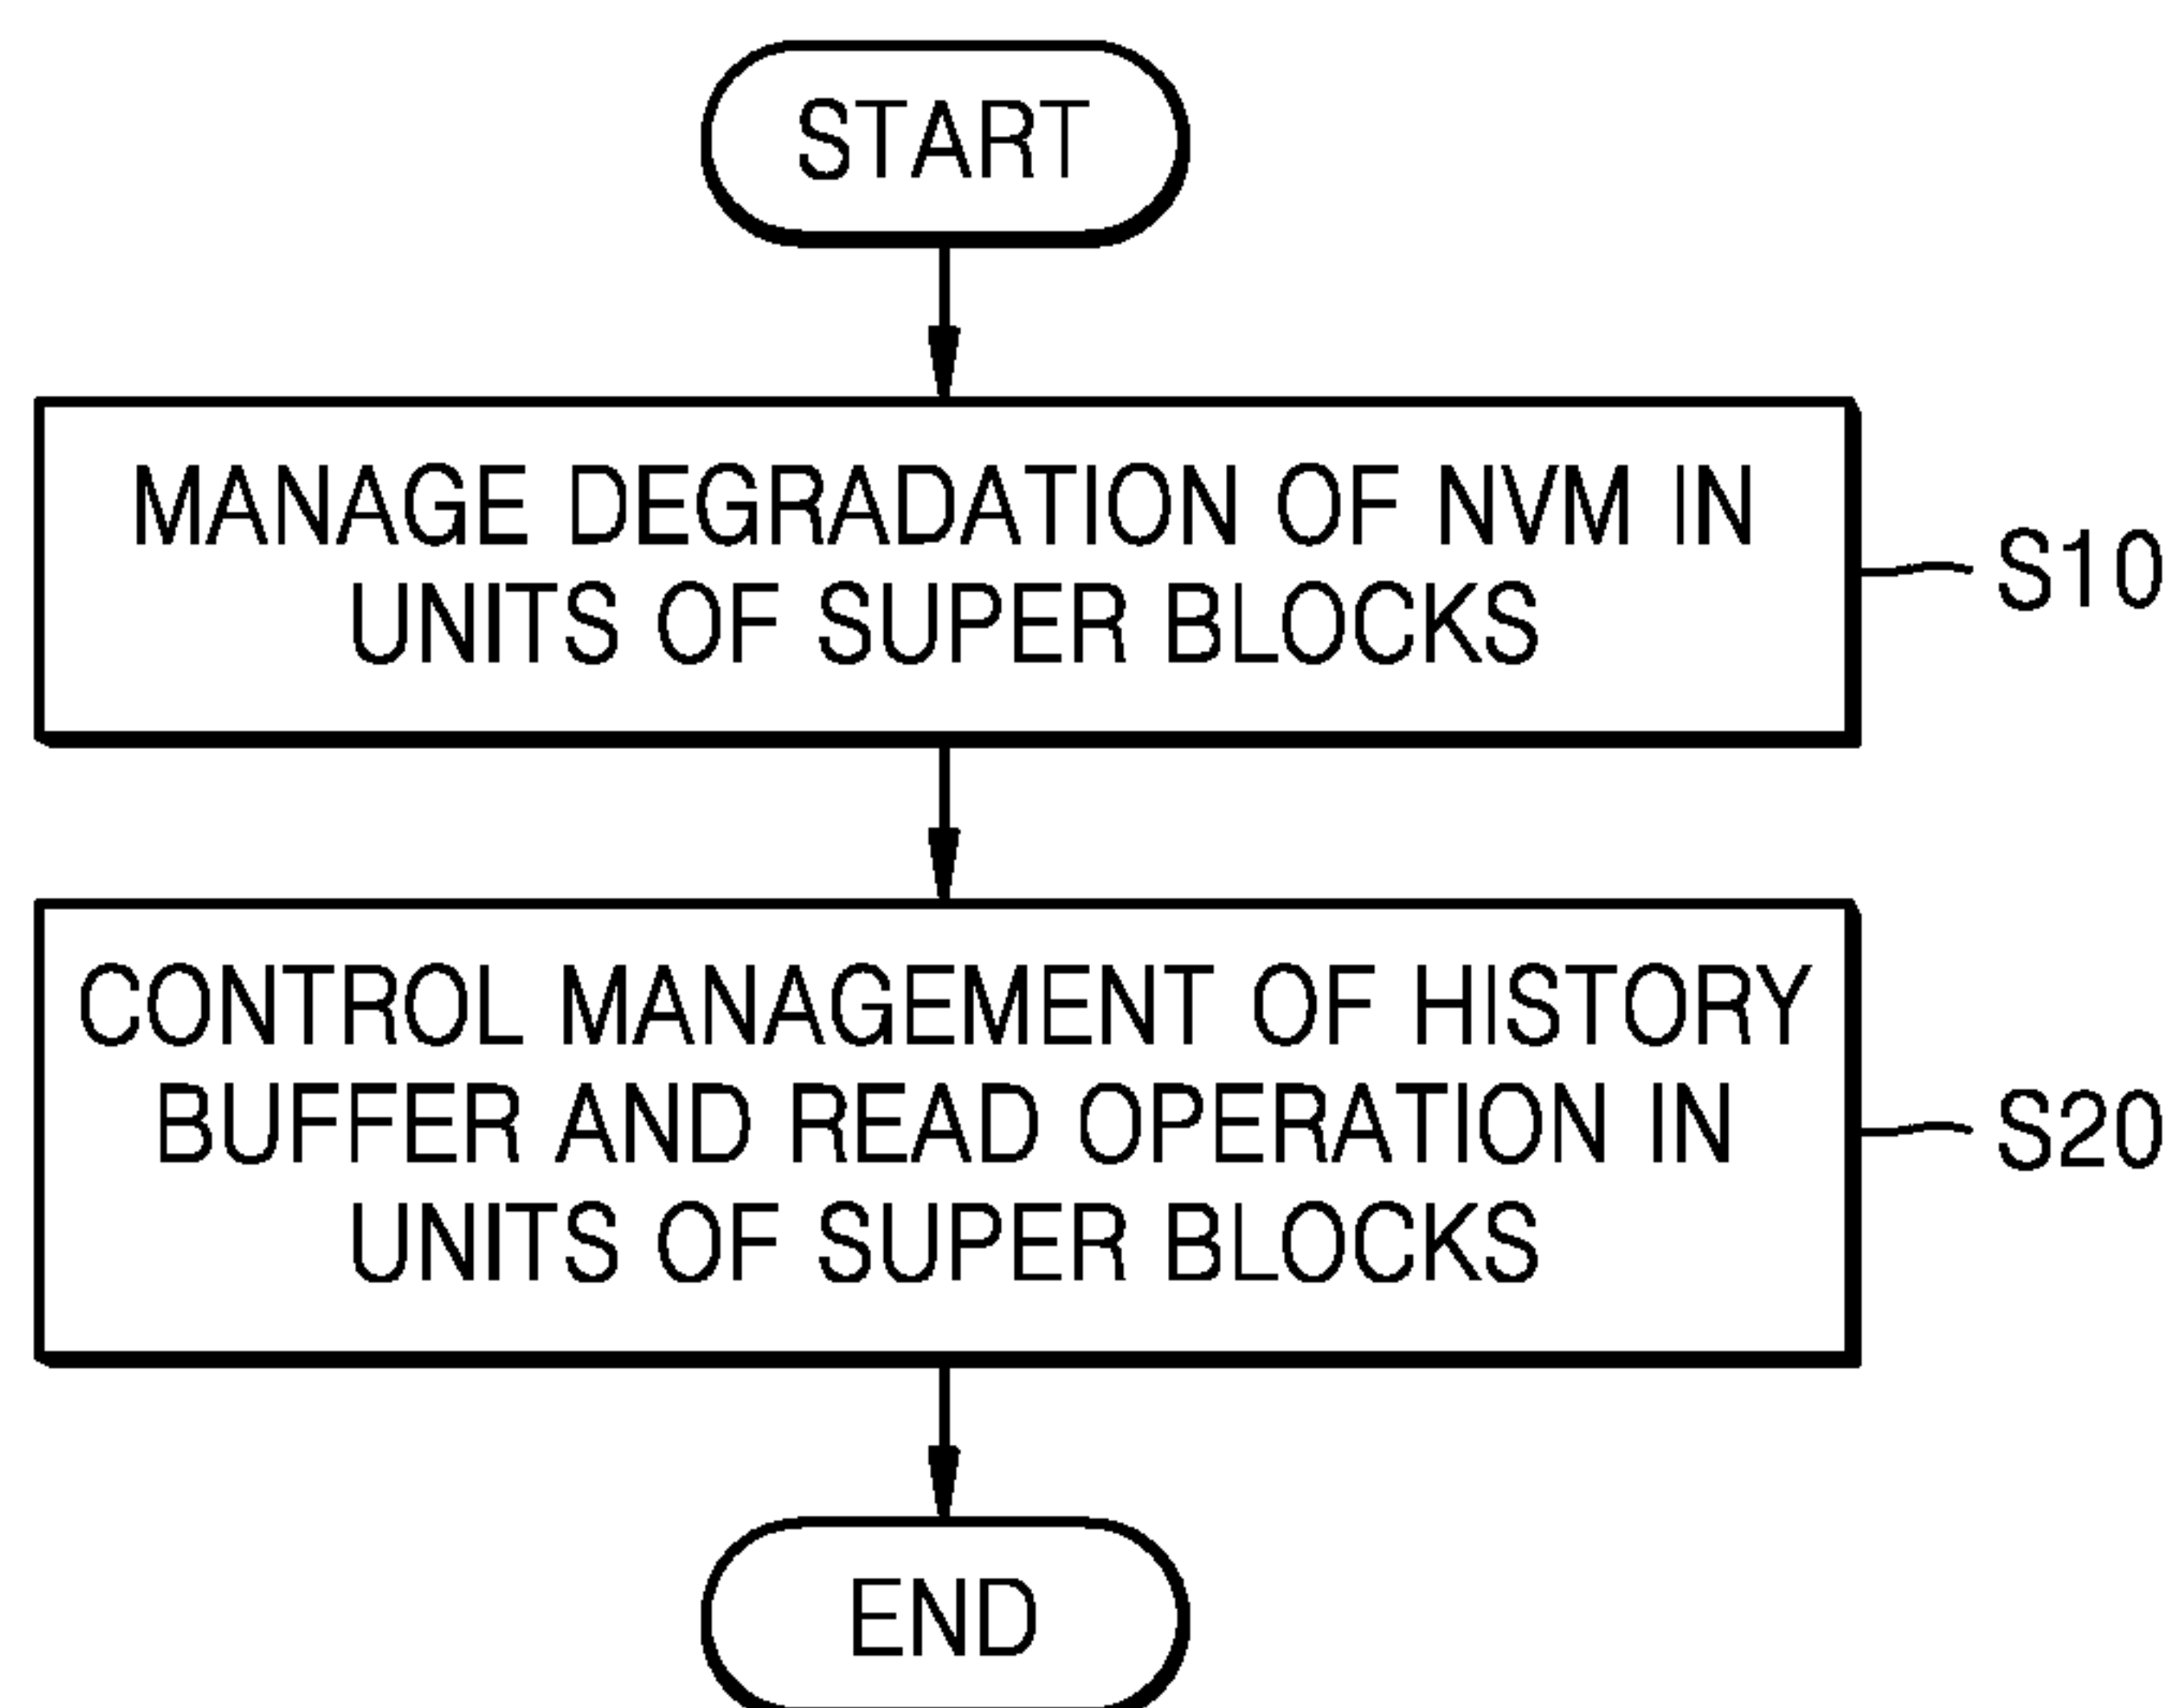 START
MANAGE DEGRADATION OF NVM IN
UNITS OF SUPER BLOCKS
S10
CONTROL MANAGEMENT OF HISTORY
BUFFER AND READ OPERATION IN
UNITS OF SUPER BLOCKS
S20
END